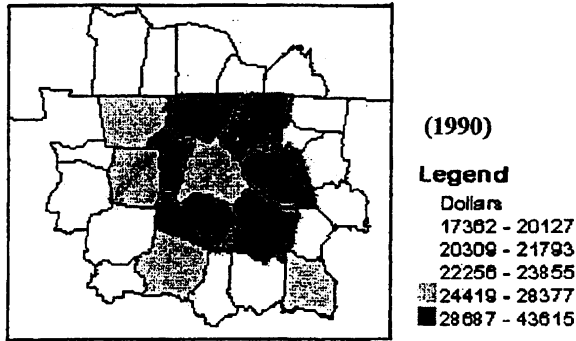 (1990)
Legend
Dollars
17362 - 20127
20309 - 21793
22256 - 23855
24419 - 28377
28687 - 43615